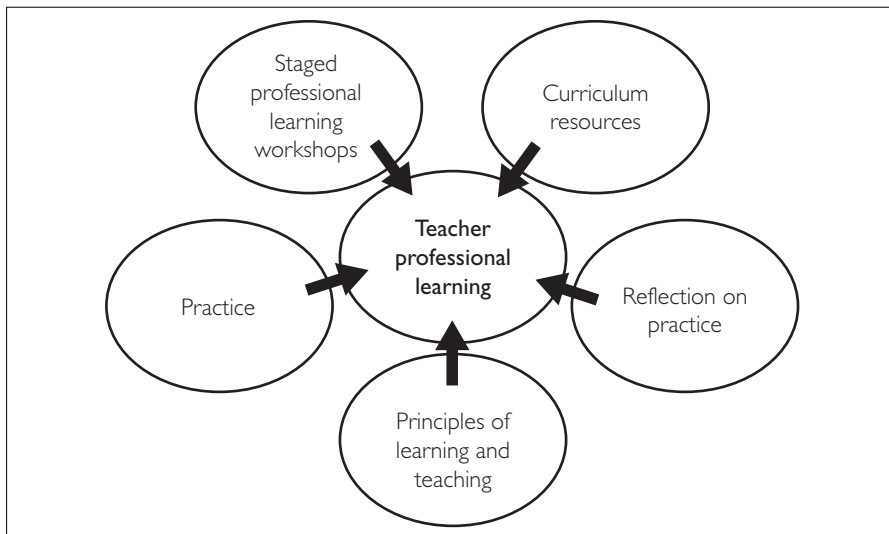 Staged
professional
learning
workshops
Curriculum
resources
Teacher
professional
learning
Practice
Reflection on
practice
Principles of
learning and
teaching